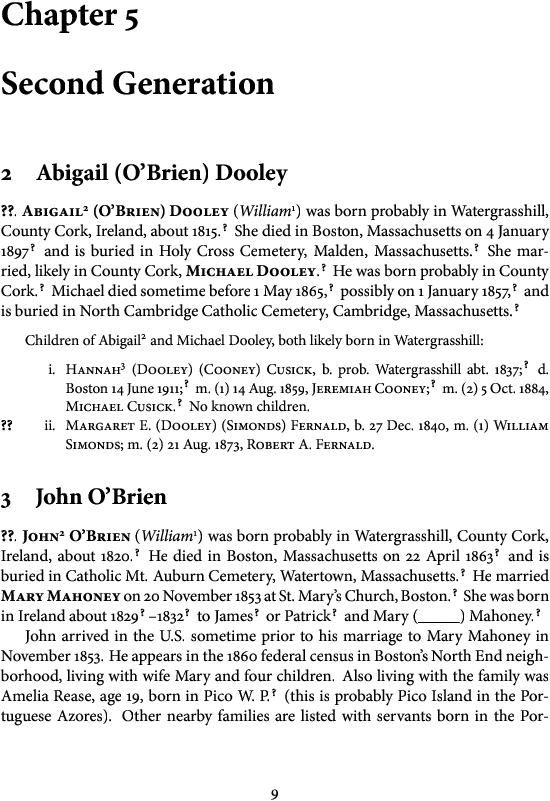 Chapter 5
Second Generation
2 Abigail (O’Brien) Dooley
??. Abigail² (O’Brien) Dooley (William¹) was born probably in Watergrasshill,
County Cork, Ireland, about 1815.? She died in Boston, Massachusetts on 4 January
1897? and is buried in Holy Cross Cemetery, Malden, Massachusetts.? She mar-
ried, likely in County Cork, Michael Dooley.? He was born probably in County
Cork.? Michael died sometime before 1 May 1865,? possibly on 1 January 1857,? and
is buried in North Cambridge Catholic Cemetery, Cambridge, Massachusetts.?
Children of Abigail² and Michael Dooley, both likely born in Watergrasshill:
i. Hannah³ (Dooley) (Cooney) Cusick, b. prob. Watergrasshill abt. 1837;? d.
Boston 14 June 1911;? m. (1) 14 Aug. 1859, Jeremiah Cooney;? m. (2) 5 Oct. 1884,
Michael Cusick.? No known children.
?? ii. Margaret E. (Dooley) (Simonds) Fernald, b. 27 Dec. 1840, m. (1) William
Simonds; m. (2) 21 Aug. 1873, Robert A. Fernald.
3 John O’Brien
??. John² O’Brien (William¹) was born probably in Watergrasshill, County Cork,
Ireland, about 1820.? He died in Boston, Massachusetts on 22 April 1863? and is
buried in Catholic Mt. Auburn Cemetery, Watertown, Massachusetts.? He married
Mary Mahoney on 20 November 1853 at St. Mary’s Church, Boston.? She was born
in Ireland about 1829?–1832? to James? or Patrick? and Mary (_____) Mahoney.?
John arrived in the U.S. sometime prior to his marriage to Mary Mahoney in
November 1853. He appears in the 1860 federal census in Boston’s North End neigh-
borhood, living with wife Mary and four children. Also living with the family was
Amelia Rease, age 19, born in Pico W. P.? (this is probably Pico Island in the Por-
tuguese Azores). Other nearby families are listed with servants born in the Por-
9